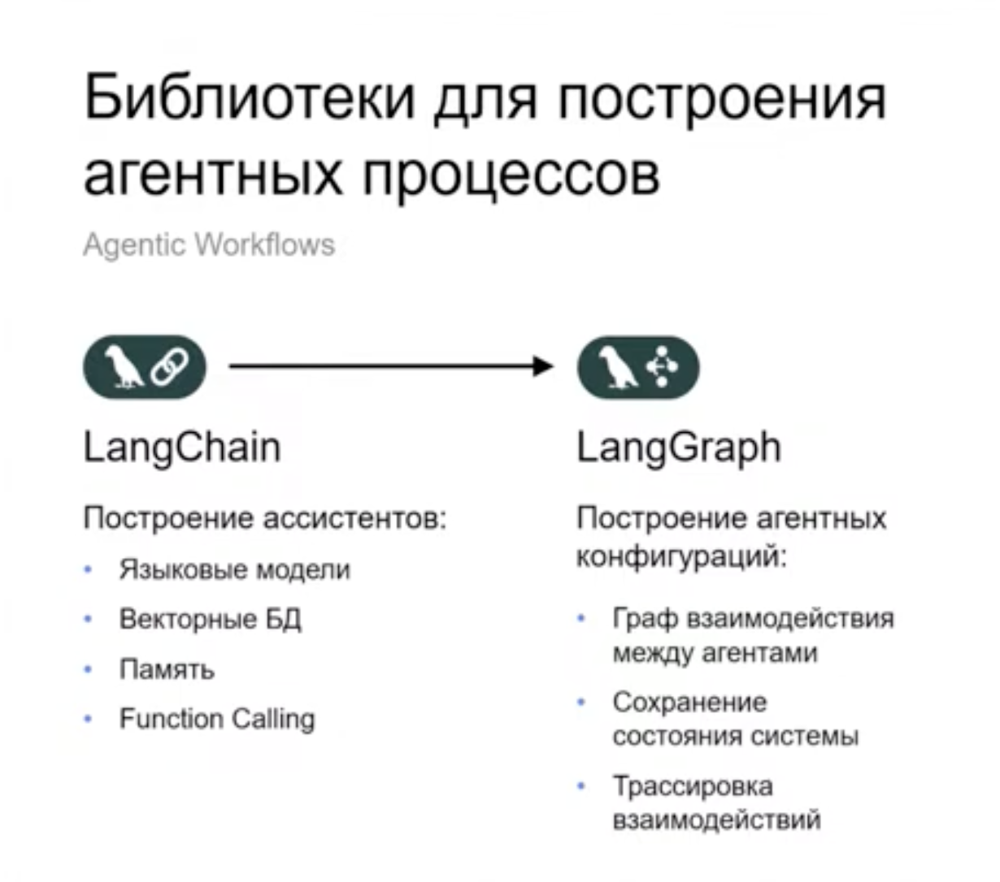 Библиотеки для построения
агентных процессов
Agentic Workflows
LangChain
Построение ассистентов:
• Языковые модели
• Векторные БД
• Память
• Function Calling
LangGraph
Построение агентных
конфигураций:
• Граф взаимодействия
между агентами
• Сохранение
состояния системы
• Трассировка
взаимодействий